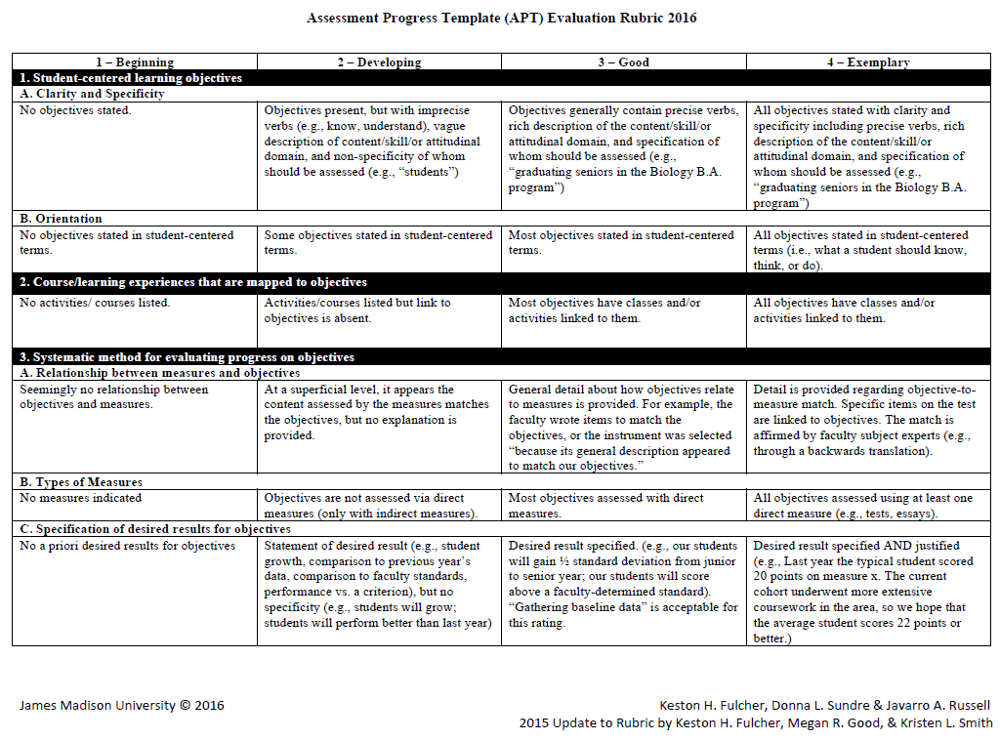 Assessment Progress Template (APT) Evaluation Rubric 2016
1 – Beginning
2 – Developing
3 – Good
4 – Exemplary
1. Student-centered learning objectives
A. Clarity and Specificity
No objectives stated.
Objectives present, but with imprecise
verbs (e.g., know, understand), vague
description of content/skill/or attitudinal
domain, and non-specificity of whom
should be assessed (e.g., “students”)
Objectives generally contain precise verbs,
rich description of the content/skill/or
attitudinal domain, and specification of
whom should be assessed (e.g.,
“graduating seniors in the Biology B.A.
program”)
All objectives stated with clarity and
specificity including precise verbs, rich
description of the content/skill/or
attitudinal domain, and specification of
whom should be assessed (e.g.,
“graduating seniors in the Biology B.A.
program”)
B. Orientation
No objectives stated in student-centered
terms.
Some objectives stated in student-centered
terms.
Most objectives stated in student-centered
terms.
All objectives stated in student-centered
terms (i.e., what a student should know,
think, or do).
2. Course/learning experiences that are mapped to objectives
No activities/ courses listed.
Activities/courses listed but link to
objectives is absent.
Most objectives have classes and/or
activities linked to them.
All objectives have classes and/or
activities linked to them.
3. Systematic method for evaluating progress on objectives
A. Relationship between measures and objectives
Seemingly no relationship between
objectives and measures.
At a superficial level, it appears the
content assessed by the measures matches
the objectives, but no explanation is
provided.
General detail about how objectives relate
to measures is provided. For example, the
faculty wrote items to match the
objectives, or the instrument was selected
“because its general description appeared
to match our objectives.”
Detail is provided regarding objective-to-
measure match. Specific items on the test
are linked to objectives. The match is
affirmed by faculty subject experts (e.g.,
through a backwards translation).
B. Types of Measures
No measures indicated
Objectives are not assessed via direct
measures (only with indirect measures).
Most objectives assessed with direct
measures.
All objectives assessed using at least one
direct measure (e.g., tests, essays).
C. Specification of desired results for objectives
No a priori desired results for objectives
Statement of desired result (e.g., student
growth, comparison to previous year’s
data, comparison to faculty standards,
performance vs. a criterion), but no
specificity (e.g., students will grow;
students will perform better than last year)
Desired result specified. (e.g., our students
will gain ½ standard deviation from junior
to senior year; our students will score
above a faculty-determined standard).
“Gathering baseline data” is acceptable for
this rating.
Desired result specified AND justified
(e.g., Last year the typical student scored
20 points on measure x. The current
cohort underwent more extensive
coursework in the area, so we hope that
the average student scores 22 points or
better.)
James Madison University © 2016
Keston H. Fulcher, Donna L. Sundre & Javarro A. Russell
2015 Update to Rubric by Keston H. Fulcher, Megan R. Good, & Kristen L. Smith